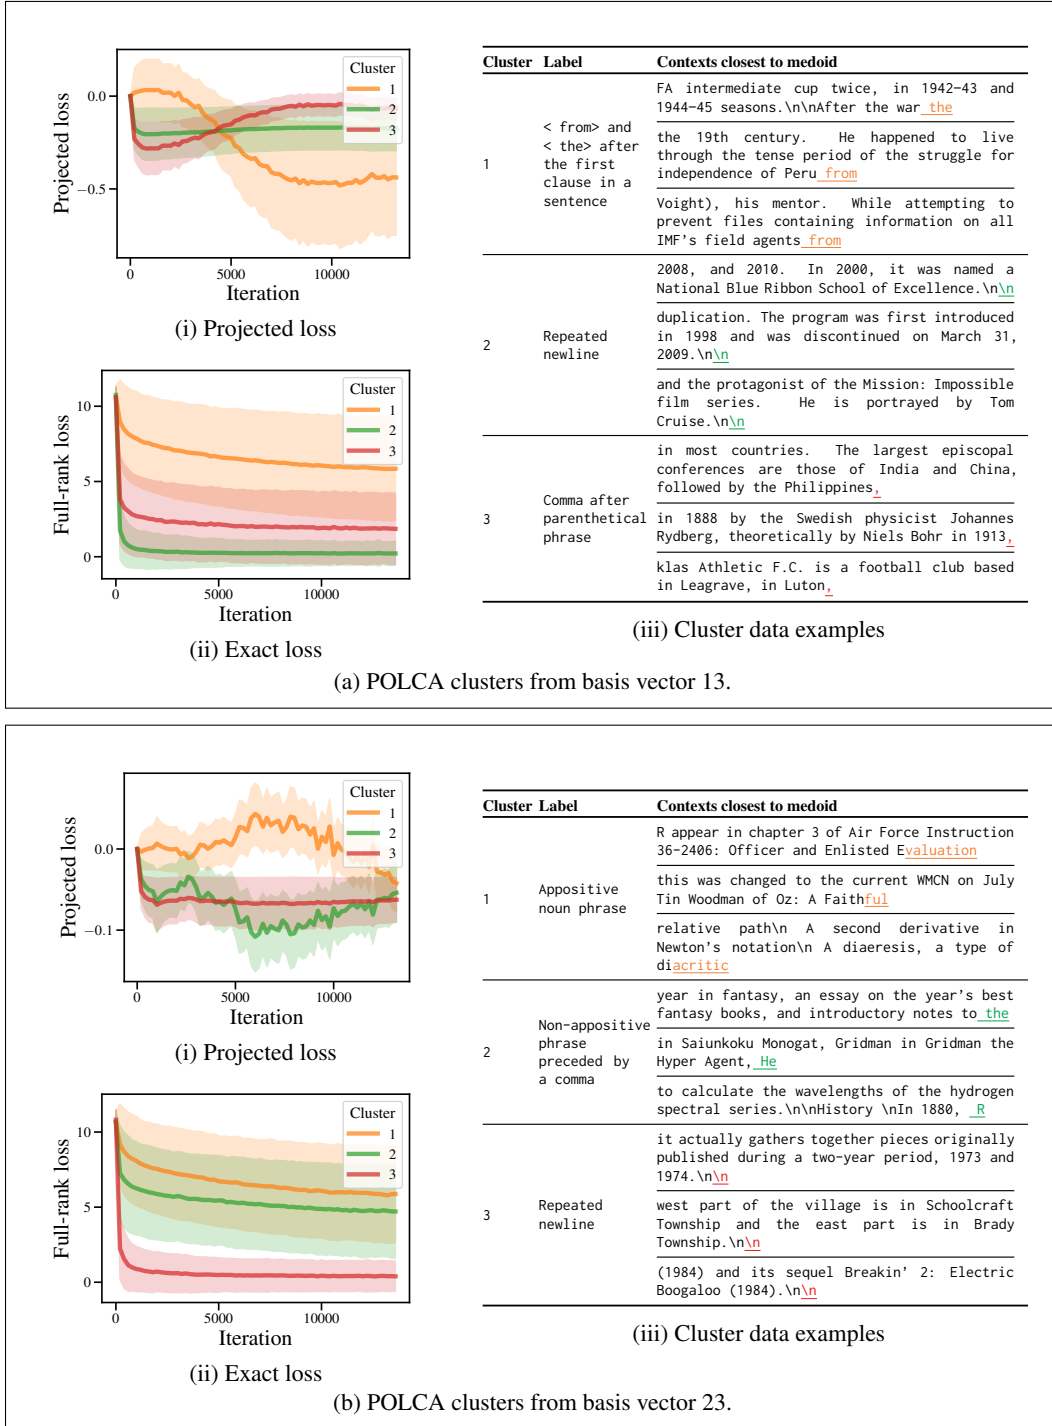 Projected loss
0.0
−0.5
0
5000
10000
Iteration
Cluster
1
2
3
(i) Projected loss
Full-rank loss
10
5
0
0
5000
10000
Iteration
Cluster
1
2
3
(ii) Exact loss
Cluster Label Contexts closest to medoid
1
< from> and
< the> after
the first
clause in a
sentence
FA intermediate cup twice, in 1942–43 and
1944–45 seasons.\n\nAfter the war the
the 19th century. He happened to live
through the tense period of the struggle for
independence of Peru from
Voight), his mentor. While attempting to
prevent files containing information on all
IMF's field agents from
2
Repeated
newline
2008, and 2010. In 2000, it was named a
National Blue Ribbon School of Excellence.\n\n
duplication. The program was first introduced
in 1998 and was discontinued on March 31,
2009.\n\n
and the protagonist of the Mission: Impossible
film series. He is portrayed by Tom
Cruise.\n\n
3
Comma after
parenthetical
phrase
in most countries. The largest episcopal
conferences are those of India and China,
followed by the Philippines,
in 1888 by the Swedish physicist Johannes
Rydberg, theoretically by Niels Bohr in 1913,
klas Athletic F.C. is a football club based
in Leagrave, in Luton,
(iii) Cluster data examples
(a) POLCA clusters from basis vector 13.
Projected loss
0.0
−0.1
0
5000
10000
Iteration
Cluster
1
2
3
(i) Projected loss
Full-rank loss
10
5
0
0
5000
10000
Iteration
Cluster
1
2
3
(ii) Exact loss
Cluster Label Contexts closest to medoid
1
Appositive
noun phrase
R appear in chapter 3 of Air Force Instruction
36–2406: Officer and Enlisted Evaluation
this was changed to the current WMCN on July
Tin Woodman of Oz: A Faithful
relative path\n A second derivative in
Newton's notation\n A diaeresis, a type of
diacritic
2
Non-appositive
phrase
preceded by
a comma
year in fantasy, an essay on the year's best
fantasy books, and introductory notes to the
in Saiunkoku Monogat, Gridman in Gridman the
Hyper Agent, He
to calculate the wavelengths of the hydrogen
spectral series.\n\nHistory \nIn 1880, R
3
Repeated
newline
it actually gathers together pieces originally
published during a two-year period, 1973 and
1974.\n\n
west part of the village is in Schoolcraft
Township and the east part is in Brady
Township.\n\n
(1984) and its sequel Breakin' 2: Electric
Boogaloo (1984).\n\n
(iii) Cluster data examples
(b) POLCA clusters from basis vector 23.